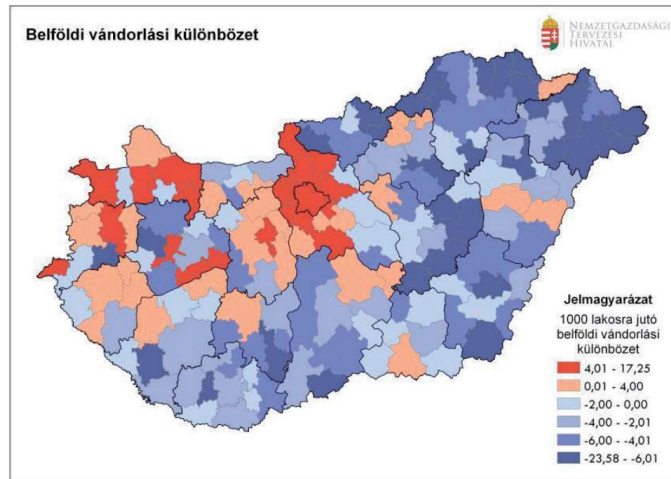 Belföldi vándorlási különbözet
NEMZETGAZDASÁGI
TERVEZÉSI
HIVATAL
Jelmagyarázat
1000 lakosra jutó
belföldi vándorlási
különbözet
4,01 - 17,25
0,01 - 4,00
-2,00 - 0,00
-4,00 - -2,01
-6,00 - -4,01
-23,58 - -6,01